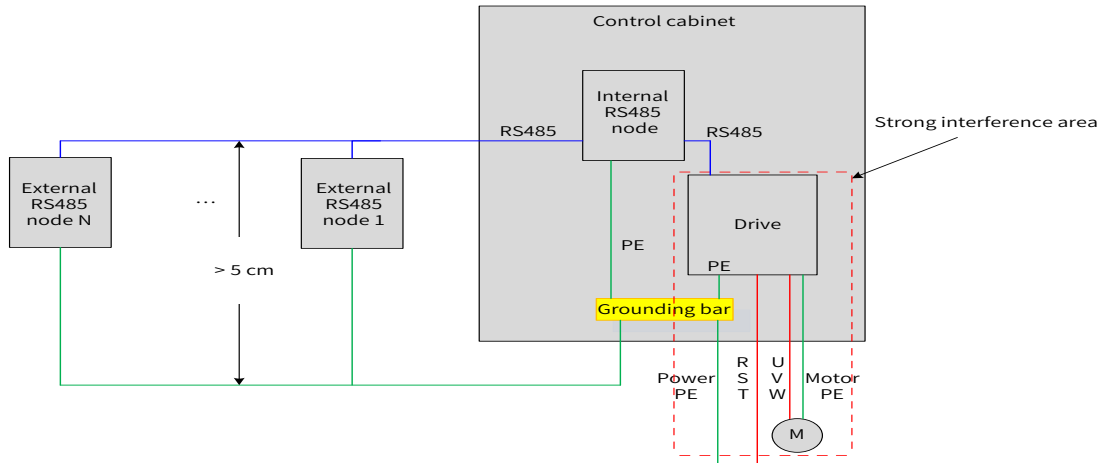 Control cabinet
Internal
RS485
node
RS485
RS485
Strong interference area
External
RS485
node N
...
External
RS485
node 1
Drive
PE
PE
> 5 cm
Grounding bar
Power
PE
R
S
T
U
V
W
Motor
PE
M